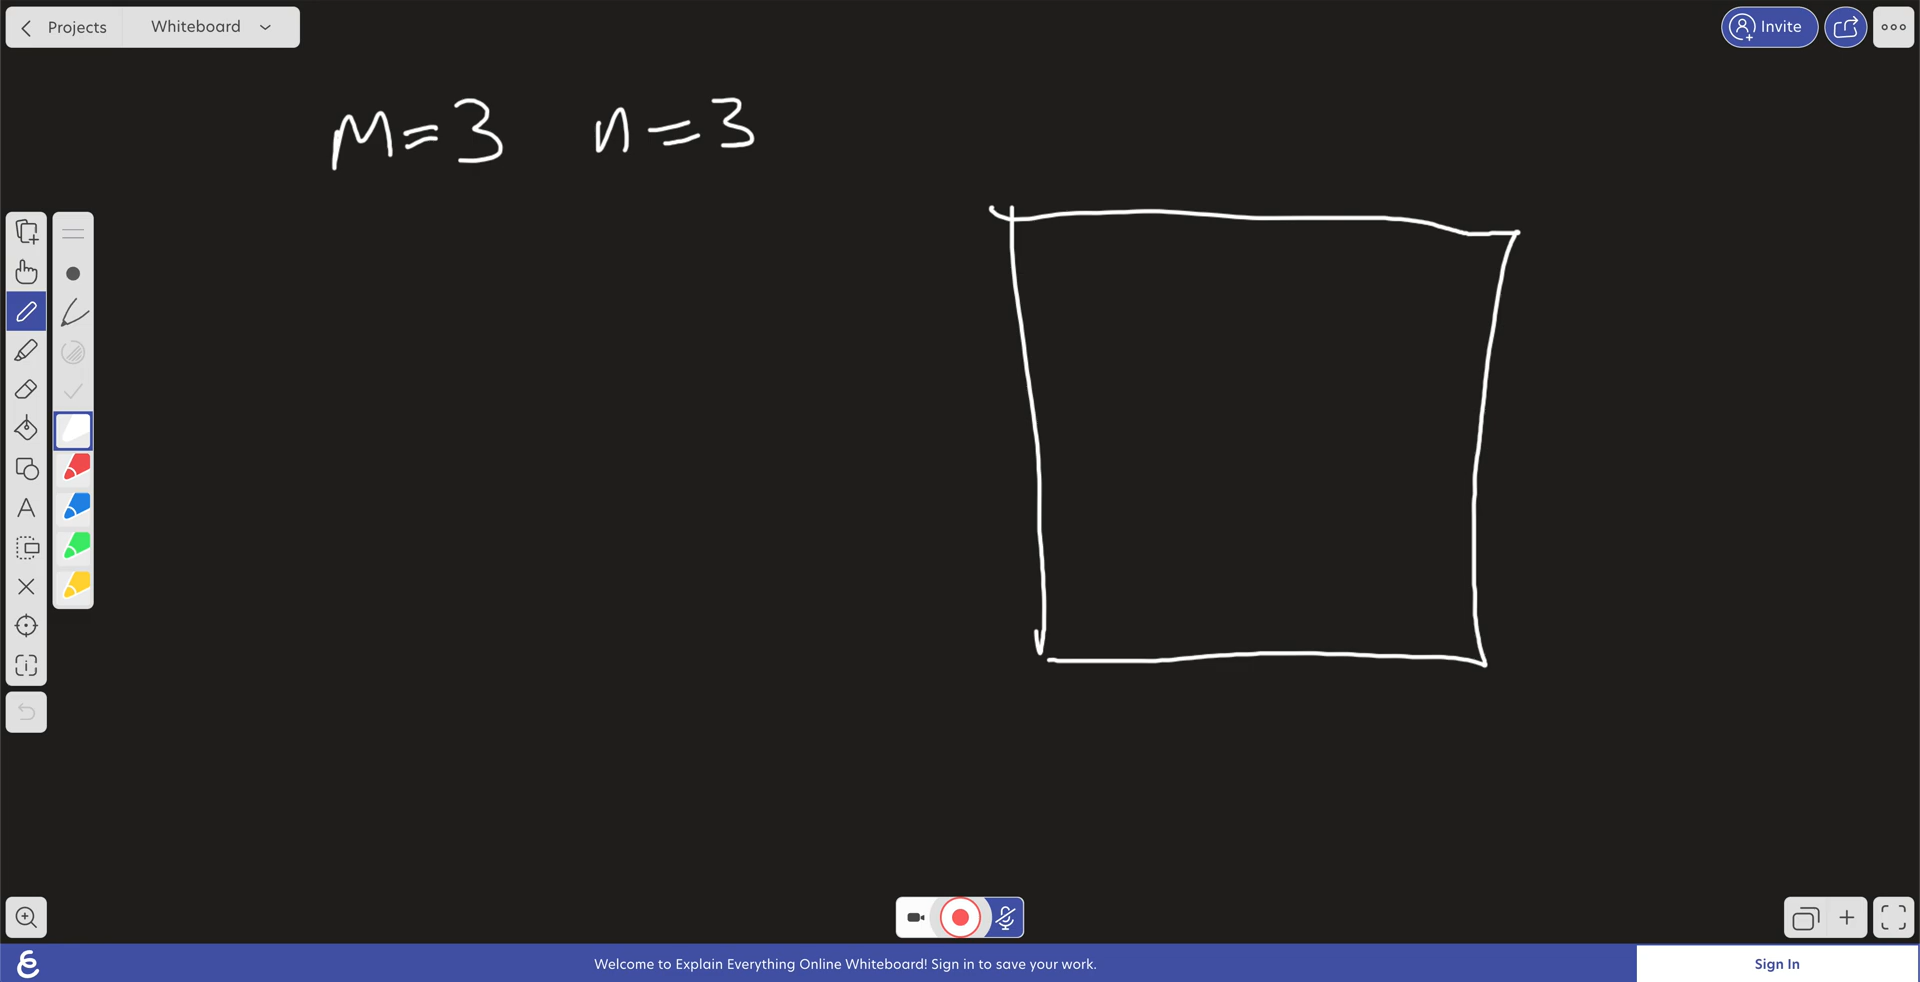 Projects Whiteboard Invite
M=3 n=3
A
Welcome to Explain Everything Online Whiteboard! Sign in to save your work. Sign In